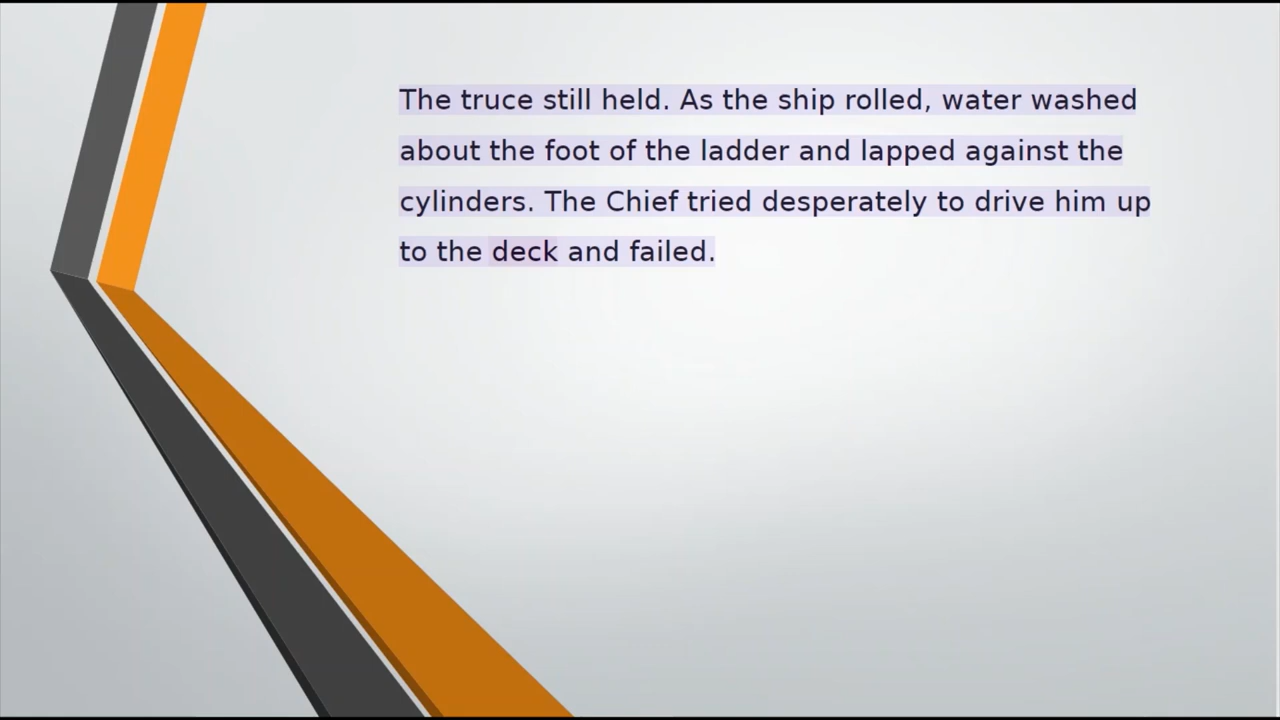 The truce still held. As the ship rolled, water washed
about the foot of the ladder and lapped against the
cylinders. The Chief tried desperately to drive him up
to the deck and failed.